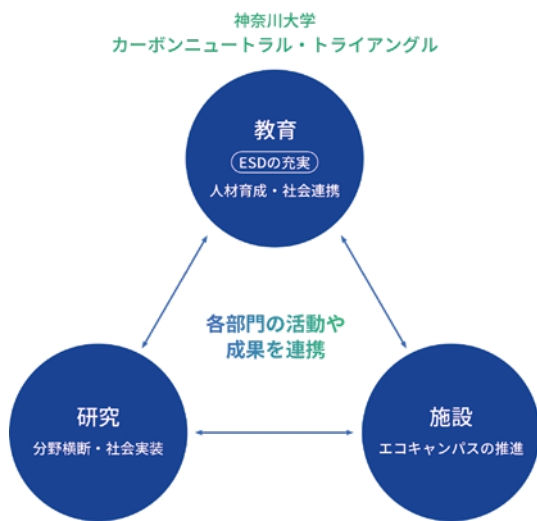 神奈川大学
カーボンニュートラル・トライアングル
教育
ESDの充実
人材育成・社会連携
各部門の活動や
成果を連携
研究
分野横断・社会実装
施設
エコキャンパスの推進